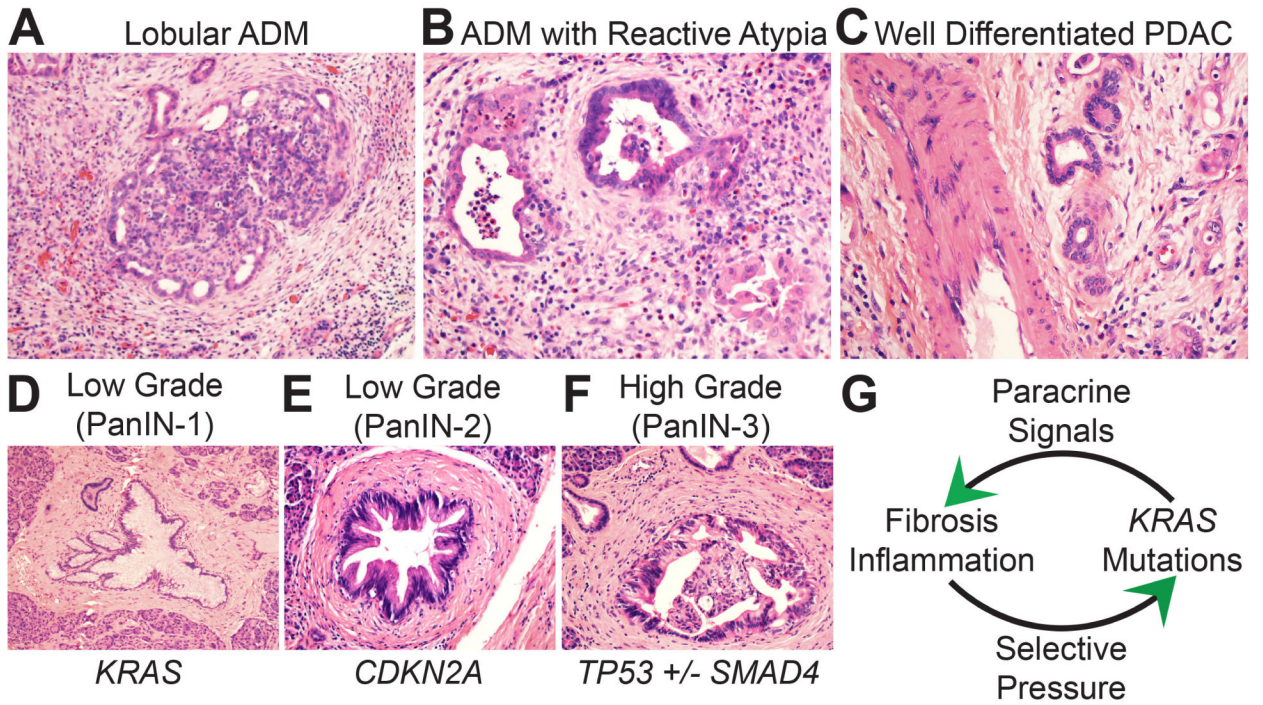 A Lobular ADM
B ADM with Reactive Atypia
C Well Differentiated PDAC
D Low Grade
(PanIN-1)
KRAS
E Low Grade
(PanIN-2)
CDKN2A
F High Grade
(PanIN-3)
TP53 +/- SMAD4
G
Paracrine
Signals
Fibrosis
Inflammation
KRAS
Mutations
Selective
Pressure